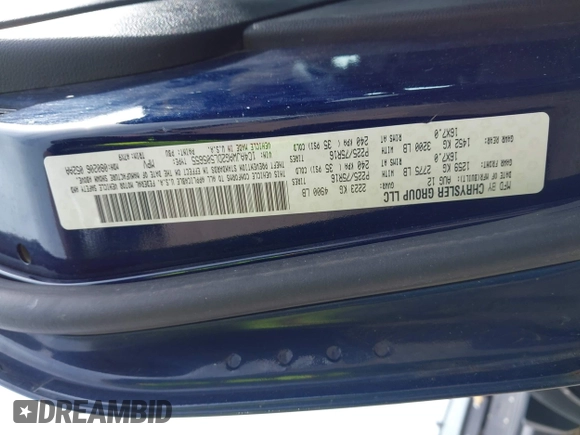 MFD BY CHRYSLER GROUP LLC
DATE OF MFR(BUILT): AUG 12
2223 KG 4900 LB
GAWR FRONT: 1259 KG 2775 LB
TIRES P225/75R16
RIMS AT 16X7.0
240 KPA ( 35 PSI) COLD
GAWR REAR: 1452 KG 3200 LB
TIRES P225/75R16
RIMS AT 16X7.0
240 KPA ( 35 PSI) COLD
THIS VEHICLE CONFORMS TO ALL APPLICABLE U.S.A. FEDERAL MOTOR VEHICLE SAFETY AND
THEFT PREVENTION STANDARDS IN EFFECT ON THE DATE OF MANUFACTURE SHOWN ABOVE.
TYPE: MPV
PAINT: PBU
VEHICLE MADE IN U.S.A.
DREAMBID